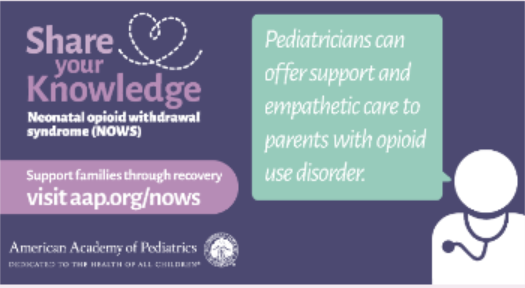 Share
your
Knowledge
Neonatal opioid withdrawal
syndrome (NOWS)
Support families through recovery
visit aap.org/nows
American Academy of Pediatrics
DEDICATED TO THE HEALTH OF ALL CHILDREN®
Pediatricians can
offer support and
empathetic care to
parents with opioid
use disorder.